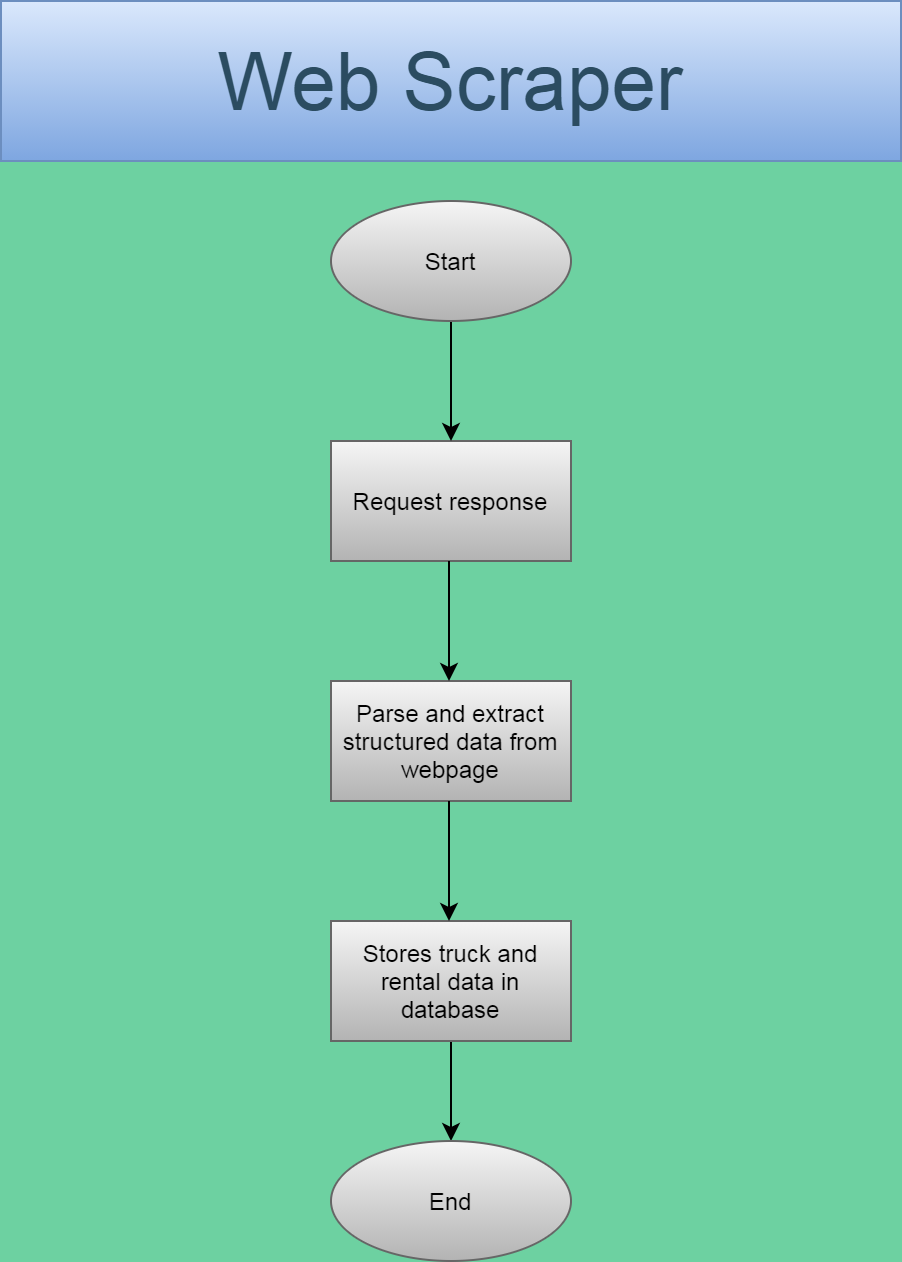 Web Scraper
Start
Request response
Parse and extract
structured data from
webpage
Stores truck and
rental data in
database
End